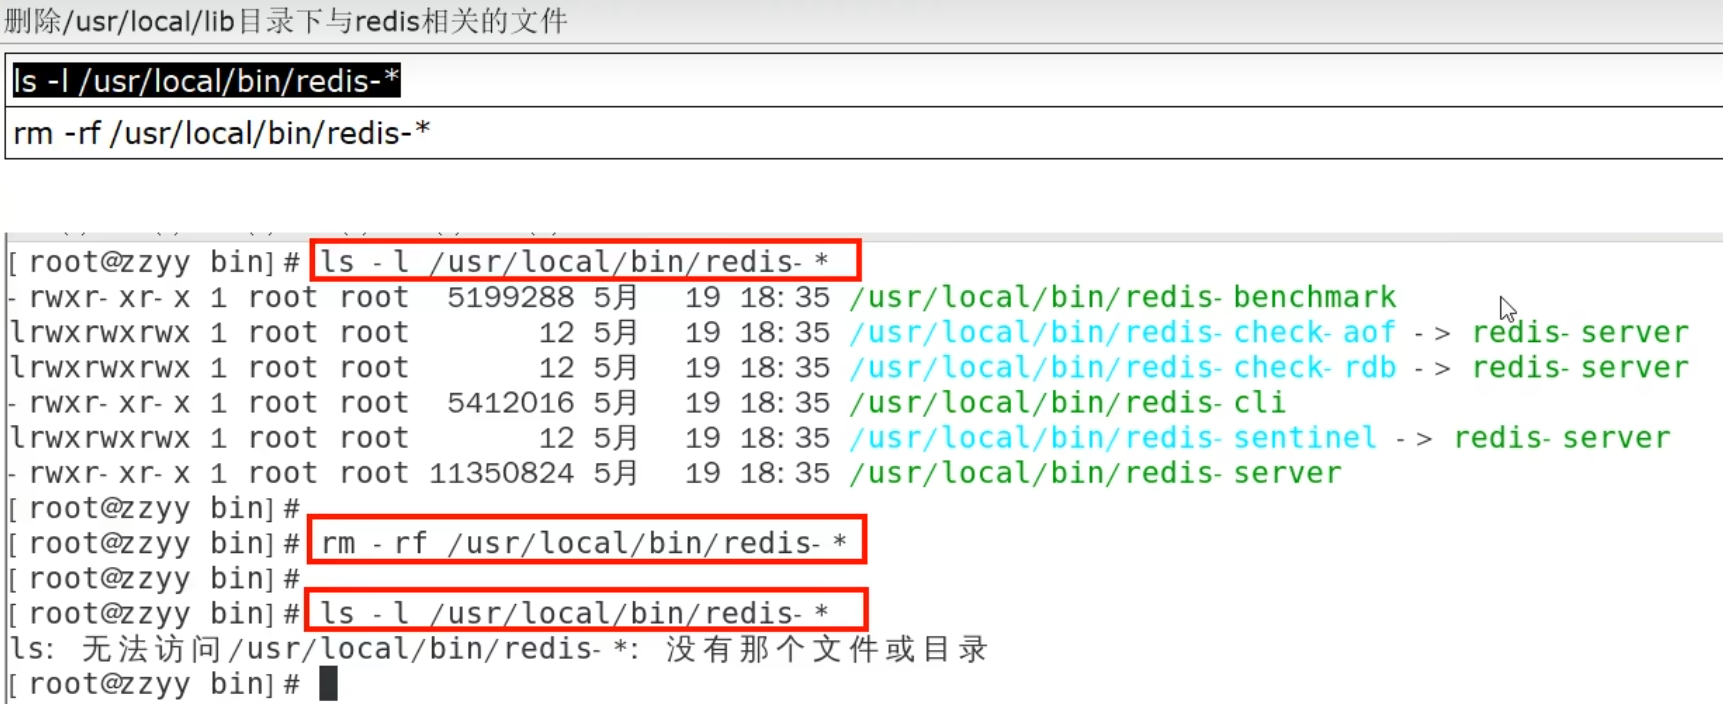 删除/usr/local/lib目录下与redis相关的文件
ls -l /usr/local/bin/redis-*
rm -rf /usr/local/bin/redis-*
[root@zzyy bin]# ls -l /usr/local/bin/redis-*
-rwxr-xr-x 1 root root 5199288 5月 19 18:35 /usr/local/bin/redis-benchmark
lrwxrwxrwx 1 root root 12 5月 19 18:35 /usr/local/bin/redis-check-aof -> redis-server
lrwxrwxrwx 1 root root 12 5月 19 18:35 /usr/local/bin/redis-check-rdb -> redis-server
-rwxr-xr-x 1 root root 5412016 5月 19 18:35 /usr/local/bin/redis-cli
lrwxrwxrwx 1 root root 12 5月 19 18:35 /usr/local/bin/redis-sentinel -> redis-server
-rwxr-xr-x 1 root root 11350824 5月 19 18:35 /usr/local/bin/redis-server
[root@zzyy bin]#
[root@zzyy bin]# rm -rf /usr/local/bin/redis-*
[root@zzyy bin]#
[root@zzyy bin]# ls -l /usr/local/bin/redis-*
ls: 无法访问/usr/local/bin/redis-*: 没有那个文件或目录
[root@zzyy bin]#